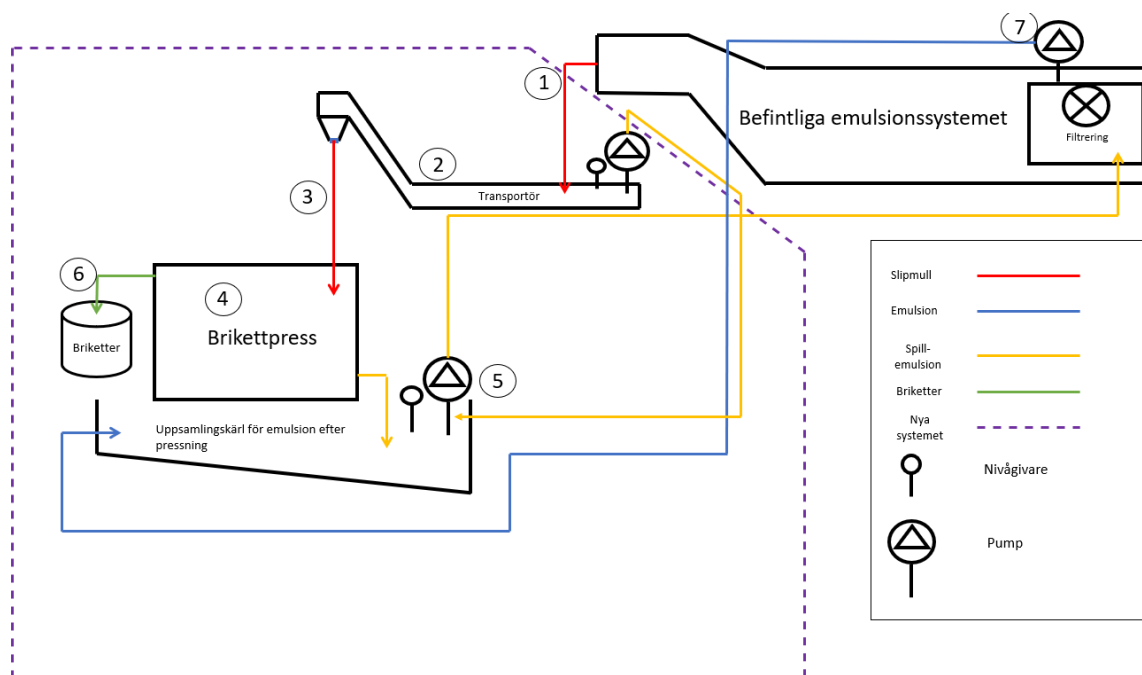 7
1
Befintliga emulsionssystemet
Filtrering
2
Transportör
3
6
4
Brikettpress
Briketter
5
Uppsamlingskärl för emulsion efter
pressning
Slipmull
Emulsion
Spill-
emulsion
Briketter
Nya
systemet
Nivågivare
Pump